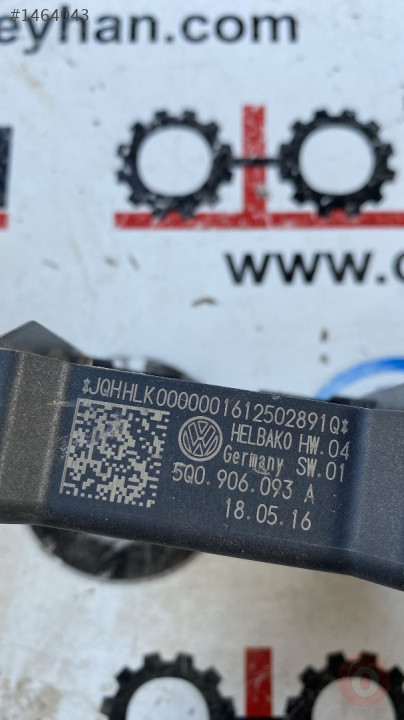 #1464043
eyhan.com
www.
*JQHHLK0000001612502891Q*
HELBAKO HW.04
Germany SW.01
5Q0.906.093 A
18.05.16